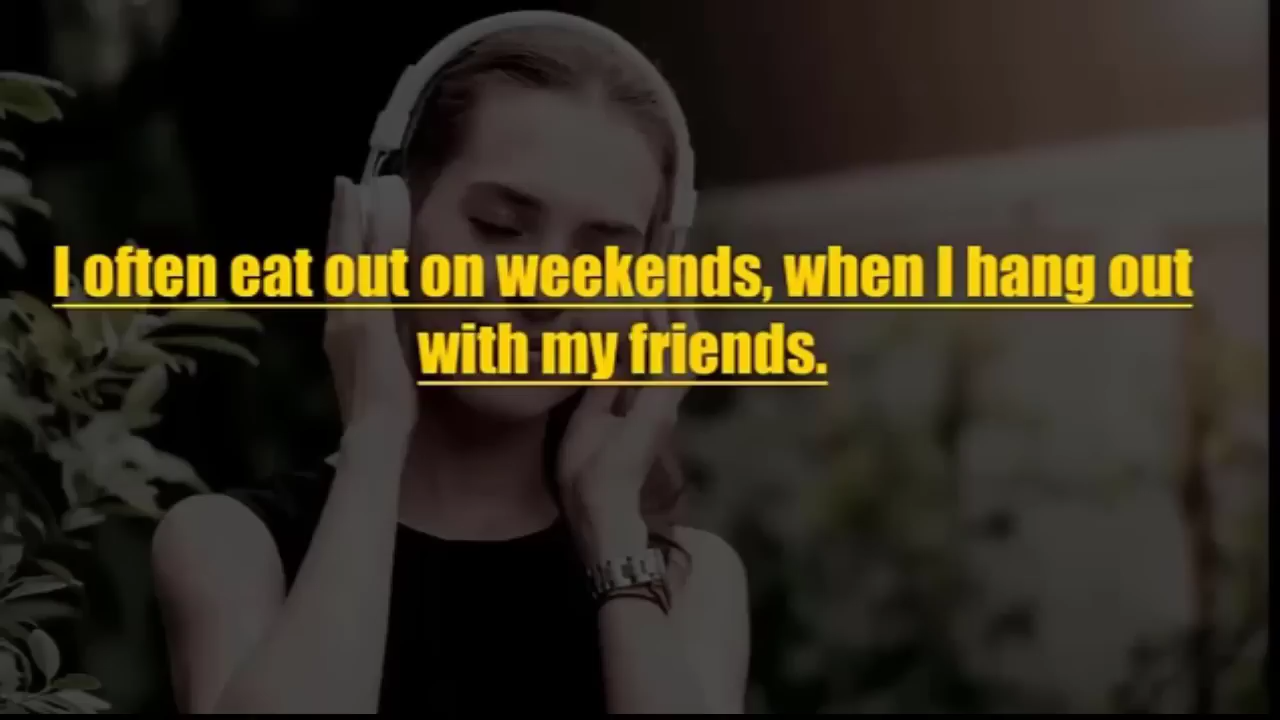 I often eat out on weekends, when I hang out
with my friends.